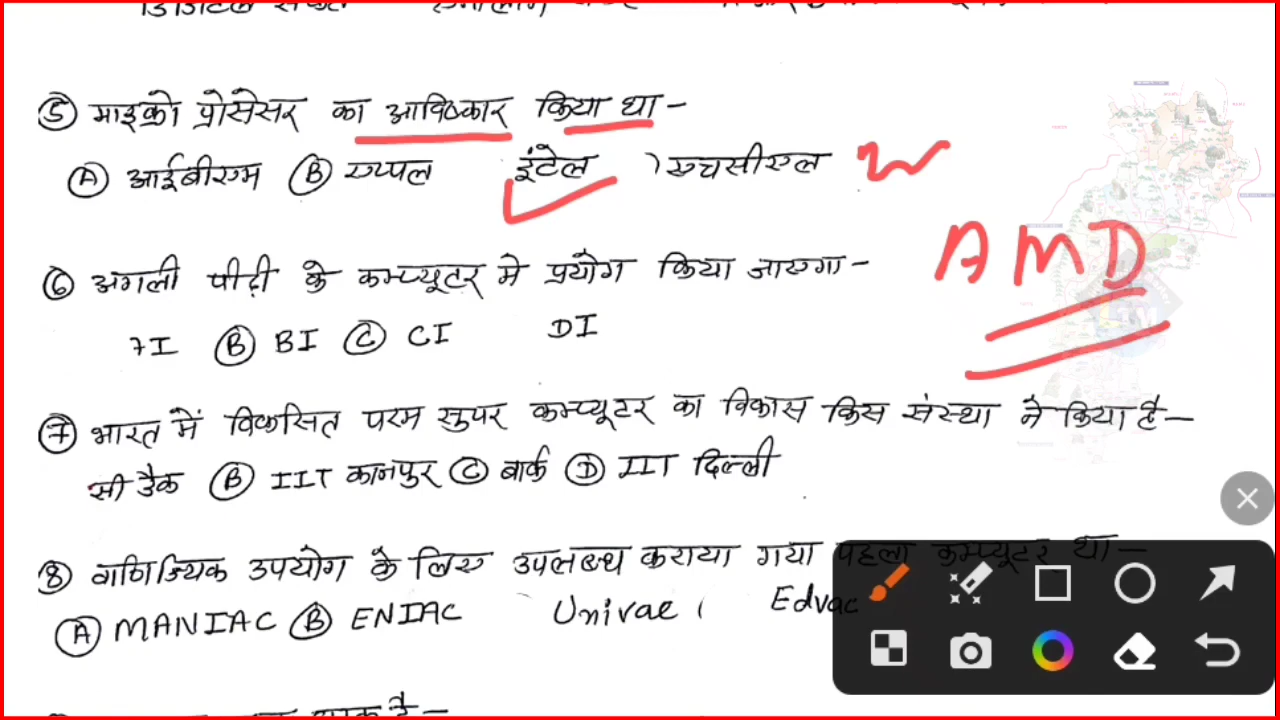 ⑤ माइक्रो प्रोसेसर का आविष्कार किया था -
Ⓐ आईबीएम Ⓑ एप्पल इंटेल ) एचसीएल
AMD
⑥ अगली पीढ़ी के कम्प्यूटर मे प्रयोग किया जाएगा -
Ⓑ BI Ⓒ CI DI
⑦ भारत में विकसित परम सुपर कम्प्यूटर का विकास किस संस्था ने किया है -
सी डैक Ⓑ IIT कानपुर Ⓒ बार्क Ⓓ IIT दिल्ली
⑧ वाणिज्यिक उपयोग के लिए उपलब्ध कराया गया पहला कम्प्यूटर था -
Ⓐ MANIAC Ⓑ ENIAC Univac Edvac